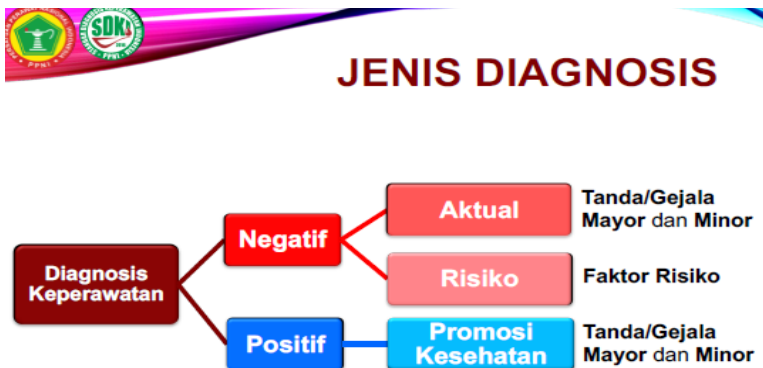 SDKI
PPNI
JENIS DIAGNOSIS
Diagnosis
Keperawatan
Negatif
Aktual
Tanda/Gejala
Mayor dan Minor
Risiko
Faktor Risiko
Positif
Promosi
Kesehatan
Tanda/Gejala
Mayor dan Minor